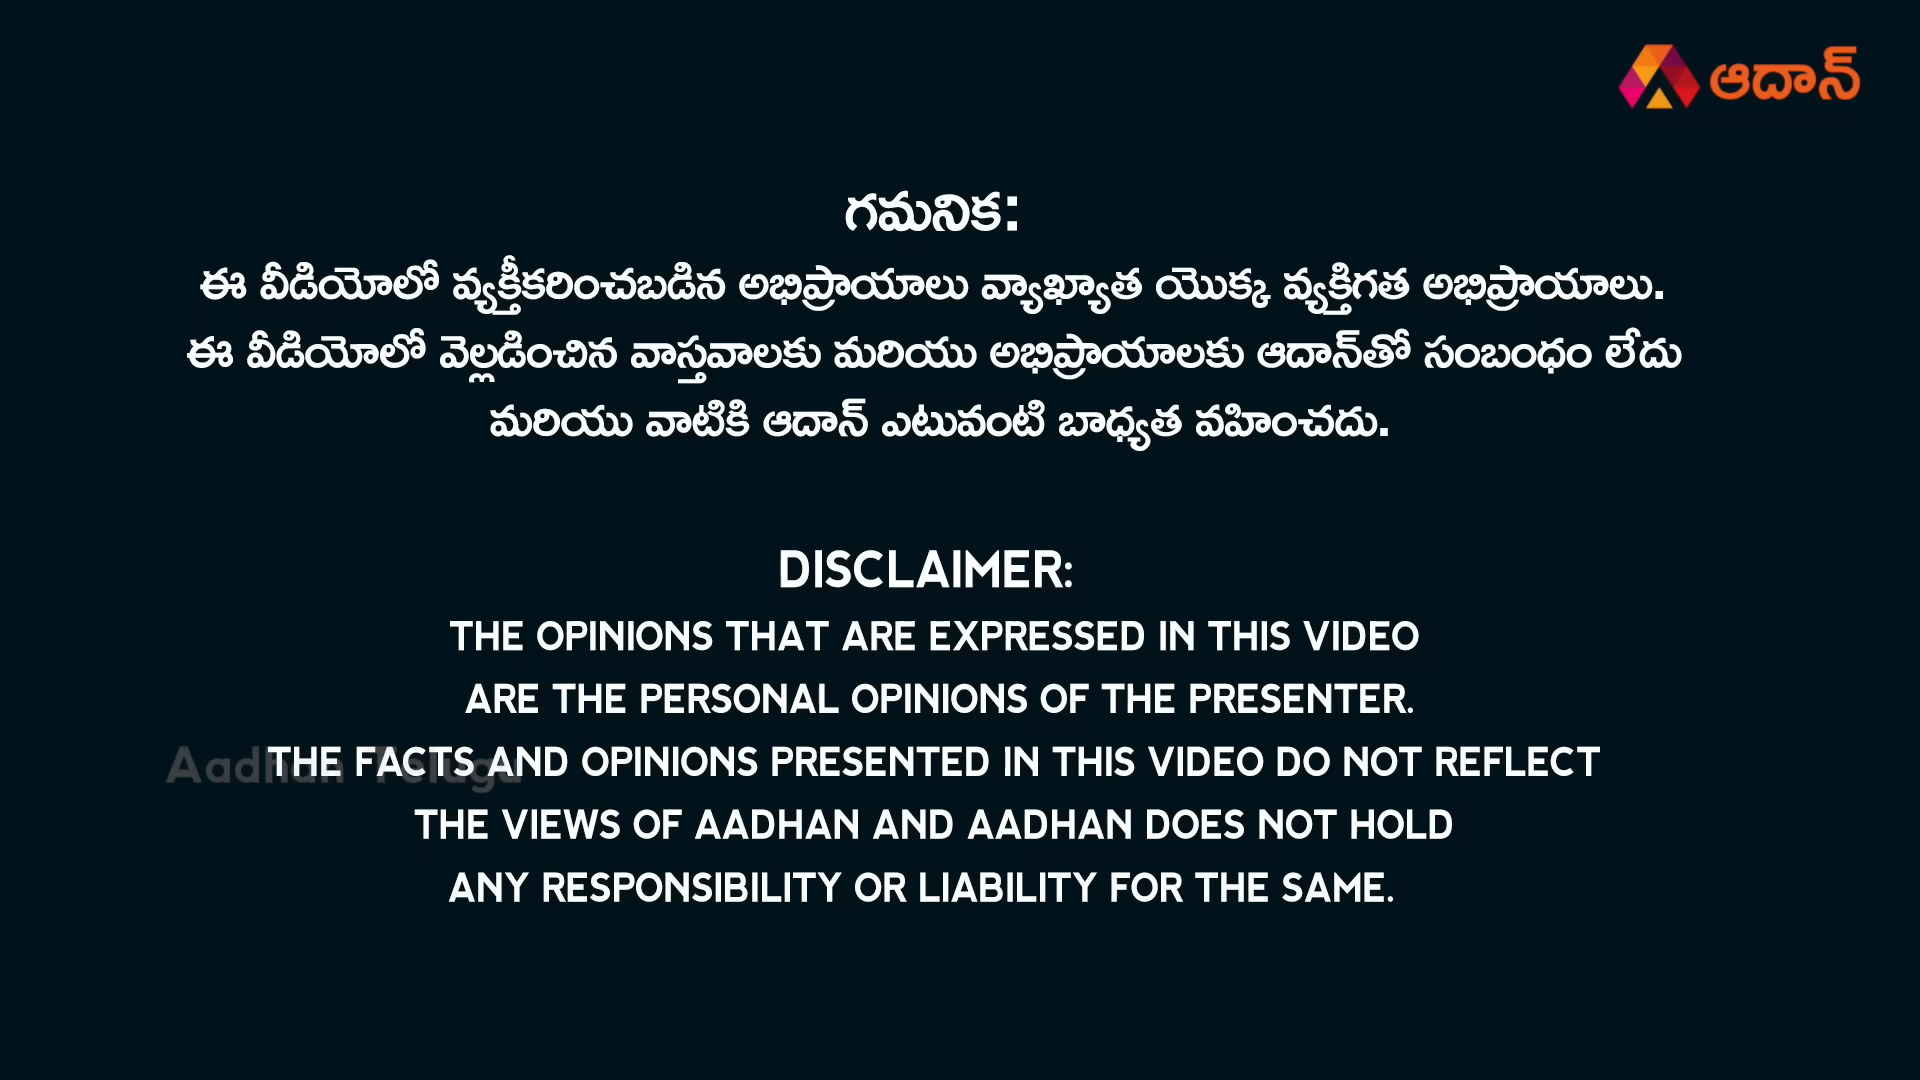 ఆదాన్
గమనిక:
ఈ వీడియోలో వ్యక్తీకరించబడిన అభిప్రాయాలు వ్యాఖ్యాత యొక్క వ్యక్తిగత అభిప్రాయాలు.
ఈ వీడియోలో వెల్లడించిన వాస్తవాలకు మరియు అభిప్రాయాలకు ఆదాన్‌తో సంబంధం లేదు
మరియు వాటికి ఆదాన్ ఎటువంటి బాధ్యత వహించదు.
DISCLAIMER:
THE OPINIONS THAT ARE EXPRESSED IN THIS VIDEO
ARE THE PERSONAL OPINIONS OF THE PRESENTER.
THE FACTS AND OPINIONS PRESENTED IN THIS VIDEO DO NOT REFLECT
Aadhan Telugu
THE VIEWS OF AADHAN AND AADHAN DOES NOT HOLD
ANY RESPONSIBILITY OR LIABILITY FOR THE SAME.